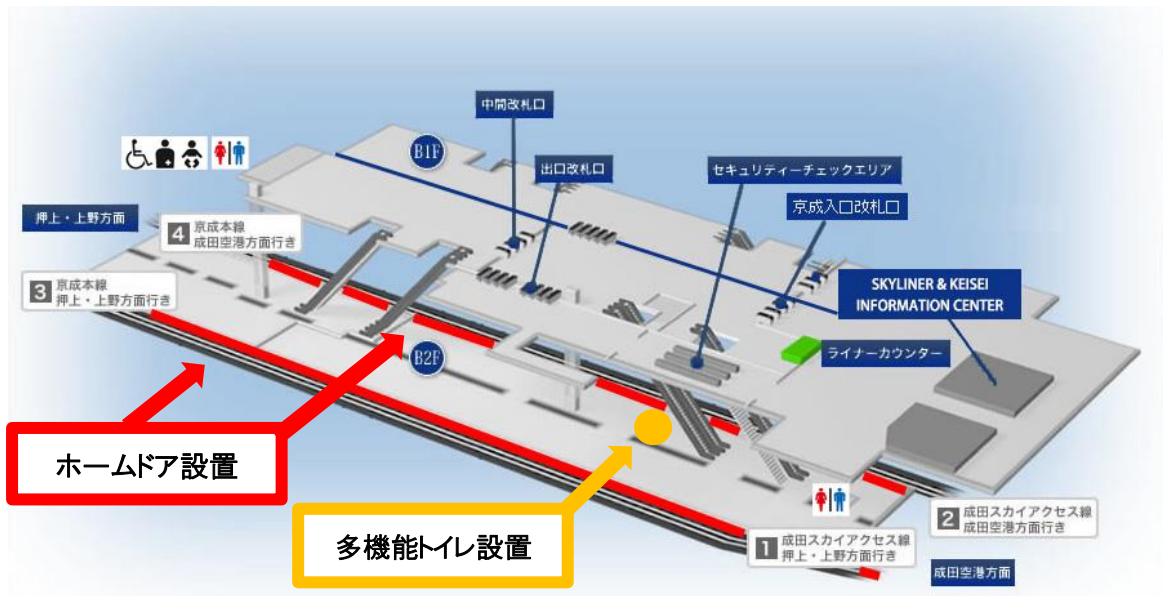 中間改札口
B1F
出口改札口
セキュリティーチェックエリア
京成入口改札口
押上・上野方面
4 京成本線
成田空港方面行き
3 京成本線
押上・上野方面行き
SKYLINER & KEISEI
INFORMATION CENTER
B2F
ライナーカウンター
ホームドア設置
多機能トイレ設置
2 成田スカイアクセス線
成田空港方面行き
1 成田スカイアクセス線
押上・上野方面行き
成田空港方面